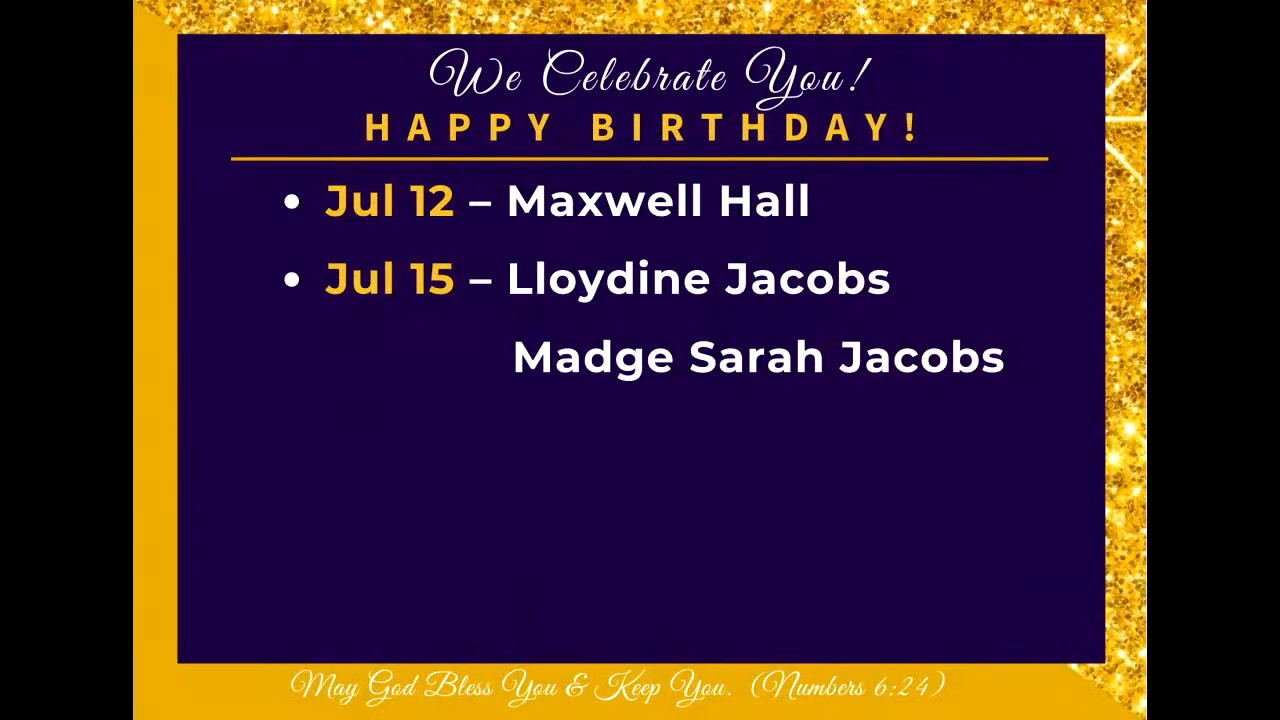 We Celebrate You!
HAPPY BIRTHDAY!
• Jul 12 – Maxwell Hall
• Jul 15 – Lloydine Jacobs
Madge Sarah Jacobs
May God Bless You & Keep You. (Numbers 6:24)